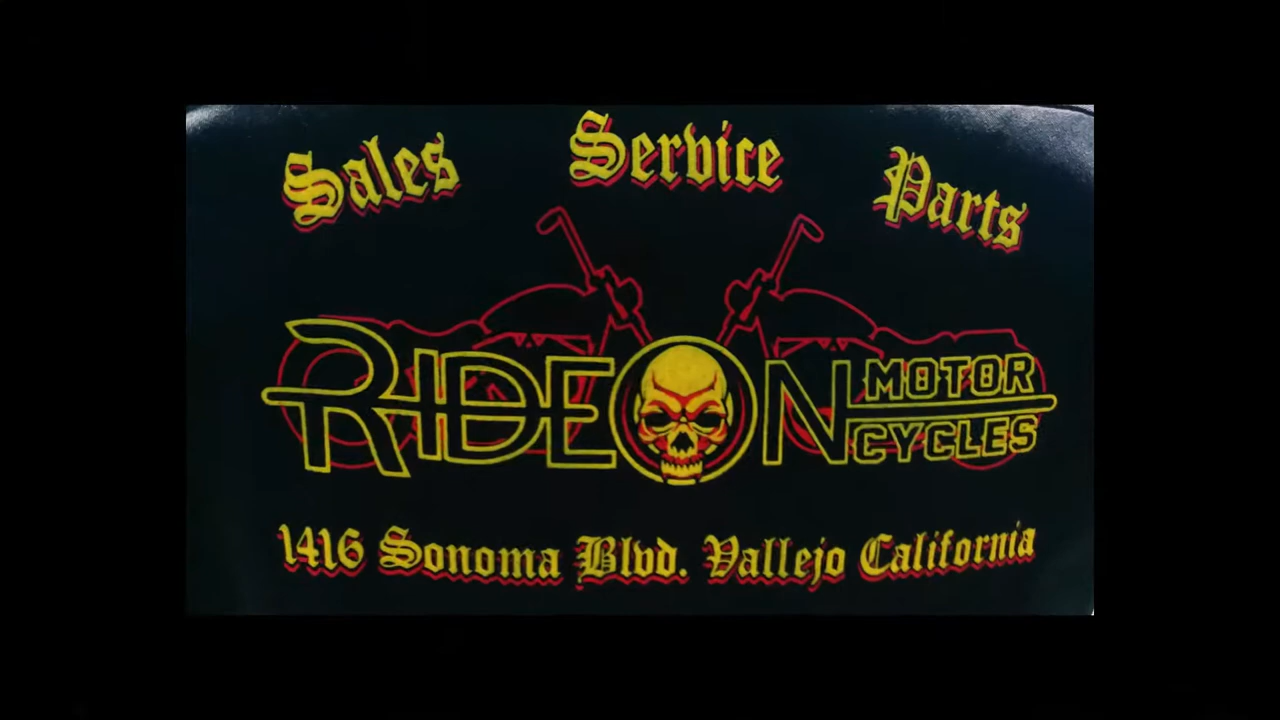 Sales Service Parts
RIDEON MOTOR CYCLES
1416 Sonoma Blvd. Vallejo California